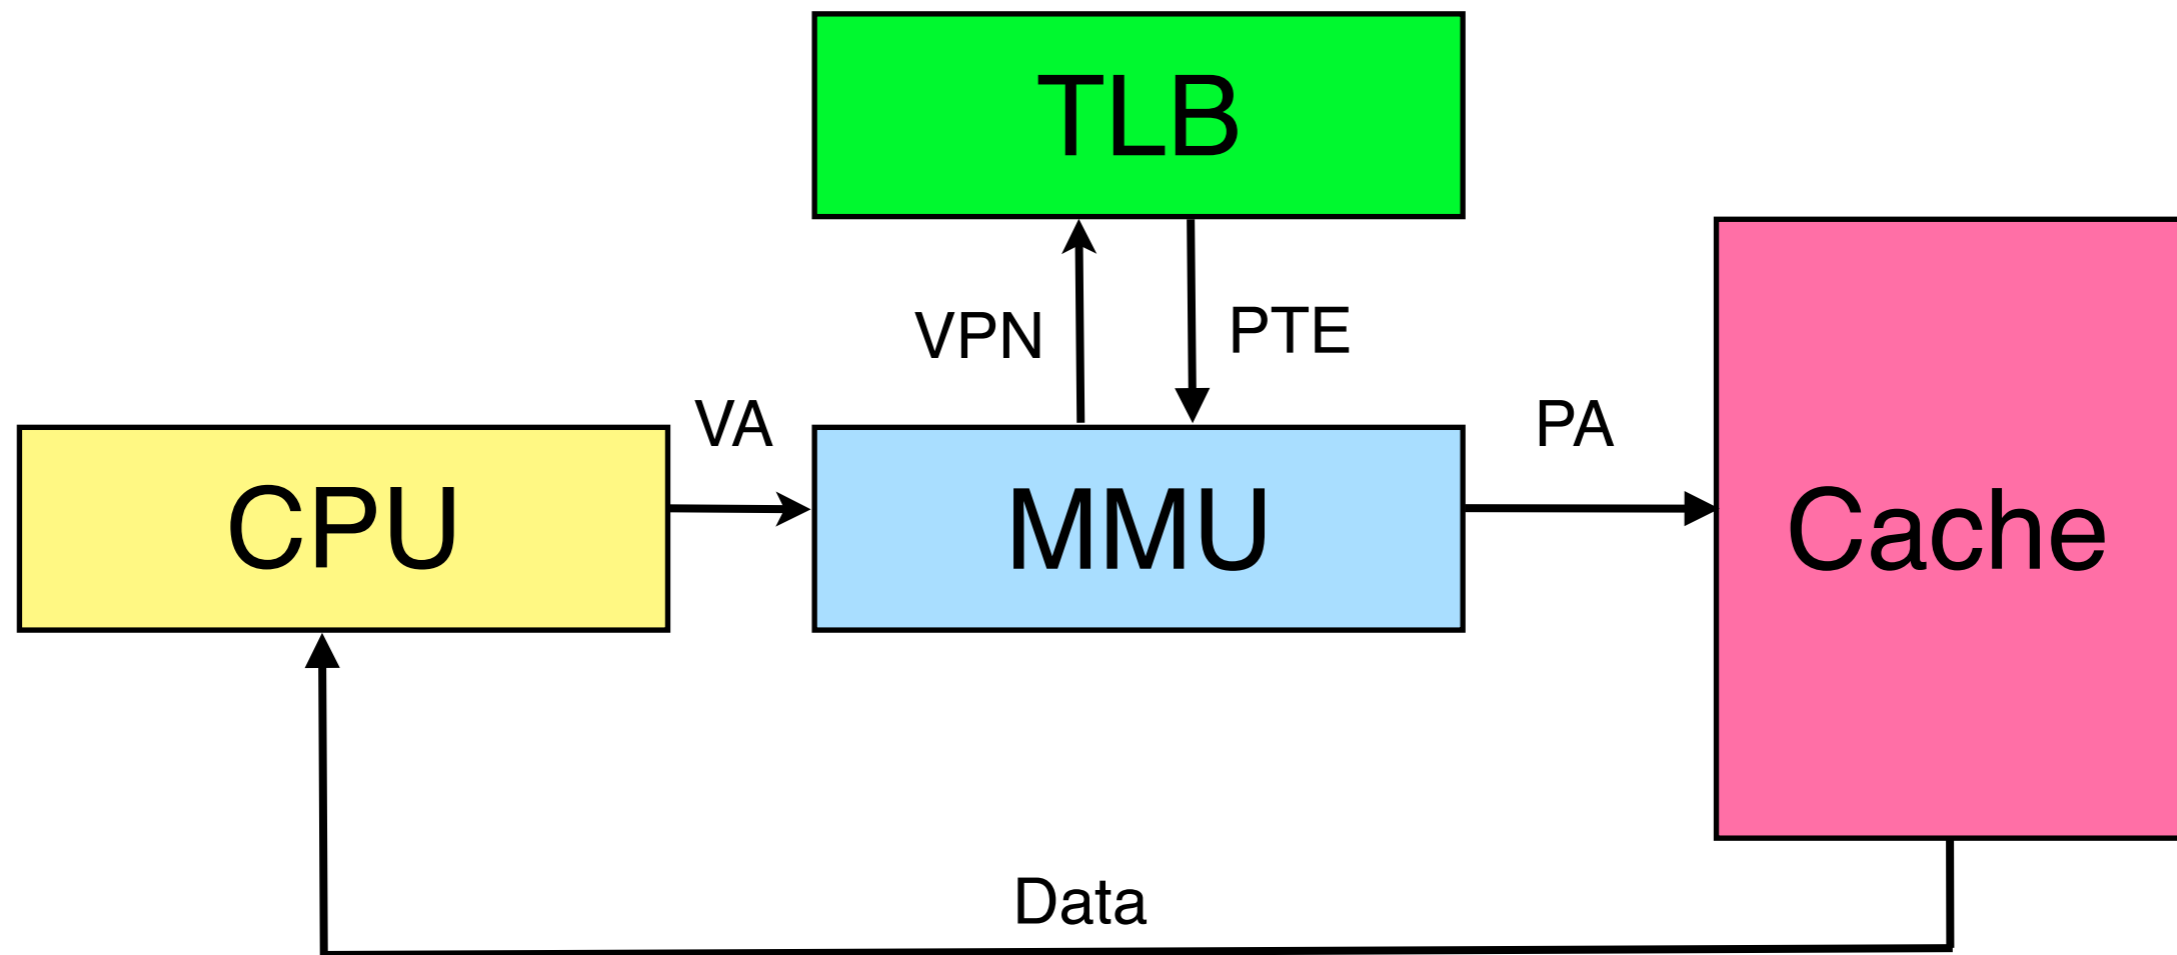 TLB
VPN
PTE
VA
PA
CPU
MMU
Cache
Data